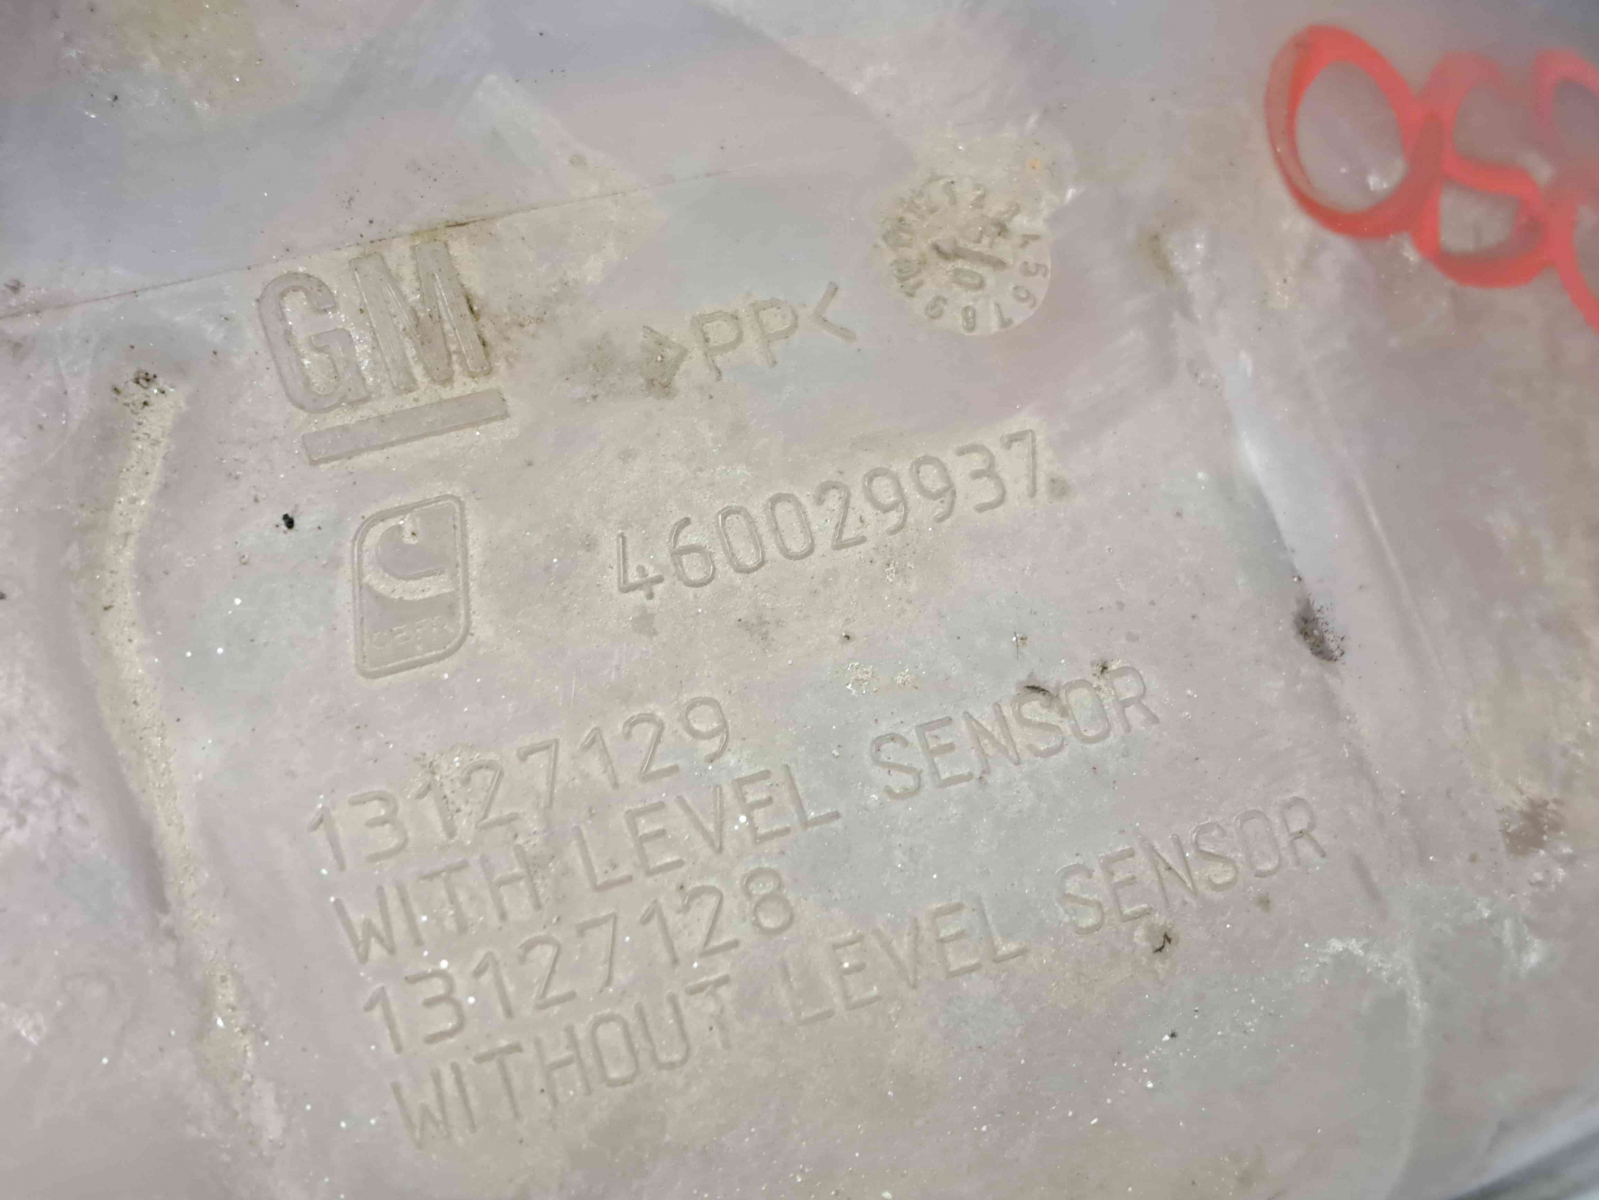 GM
>PP<
460029937
13127129
WITH LEVEL SENSOR
13127128
WITHOUT LEVEL SENSOR